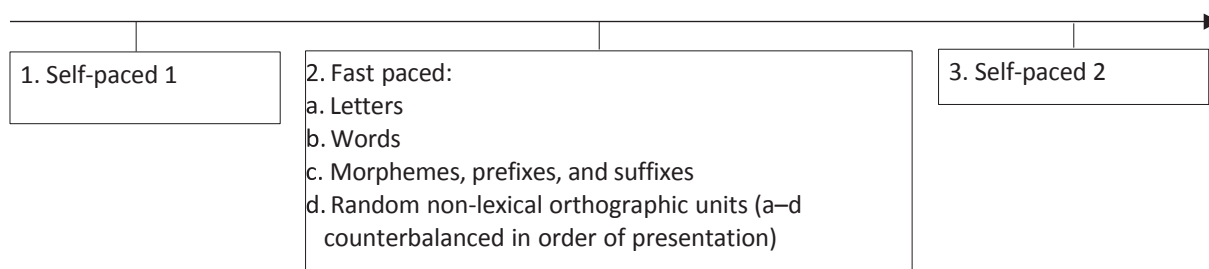 1. Self-paced 1
2. Fast paced:
a. Letters
b. Words
c. Morphemes, prefixes, and suffixes
d. Random non-lexical orthographic units (a–d
counterbalanced in order of presentation)
3. Self-paced 2